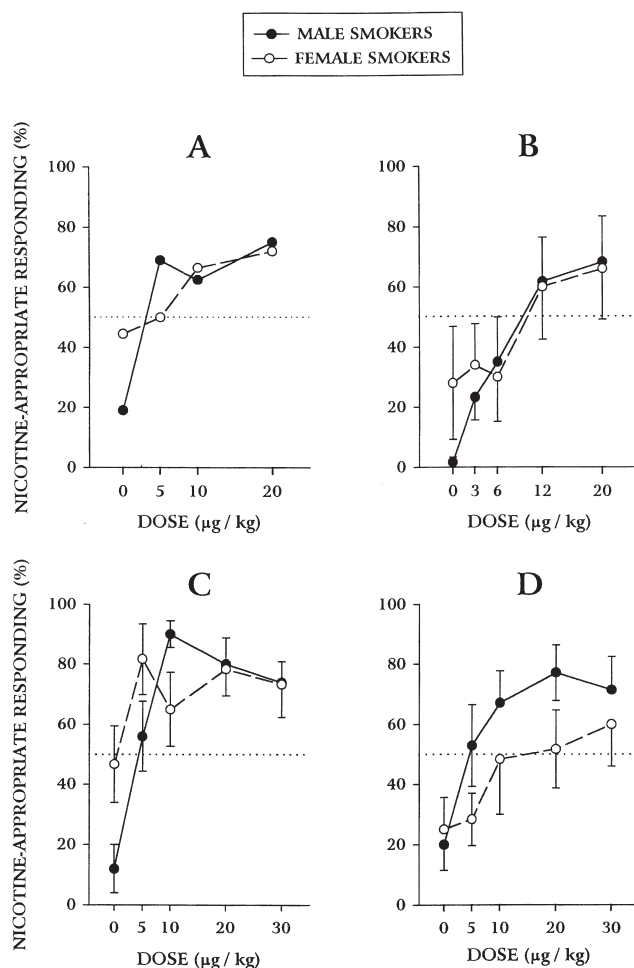 MALE SMOKERS
FEMALE SMOKERS
A
B
NICOTINE-APPROPRIATE RESPONDING (%)
100
80
60
40
20
0
0 5 10 20
DOSE (µg / kg)
100
80
60
40
20
0
0 3 6 12 20
DOSE (µg / kg)
C
D
NICOTINE-APPROPRIATE RESPONDING (%)
100
80
60
40
20
0
0 5 10 20 30
DOSE (µg / kg)
100
80
60
40
20
0
0 5 10 20 30
DOSE (µg / kg)